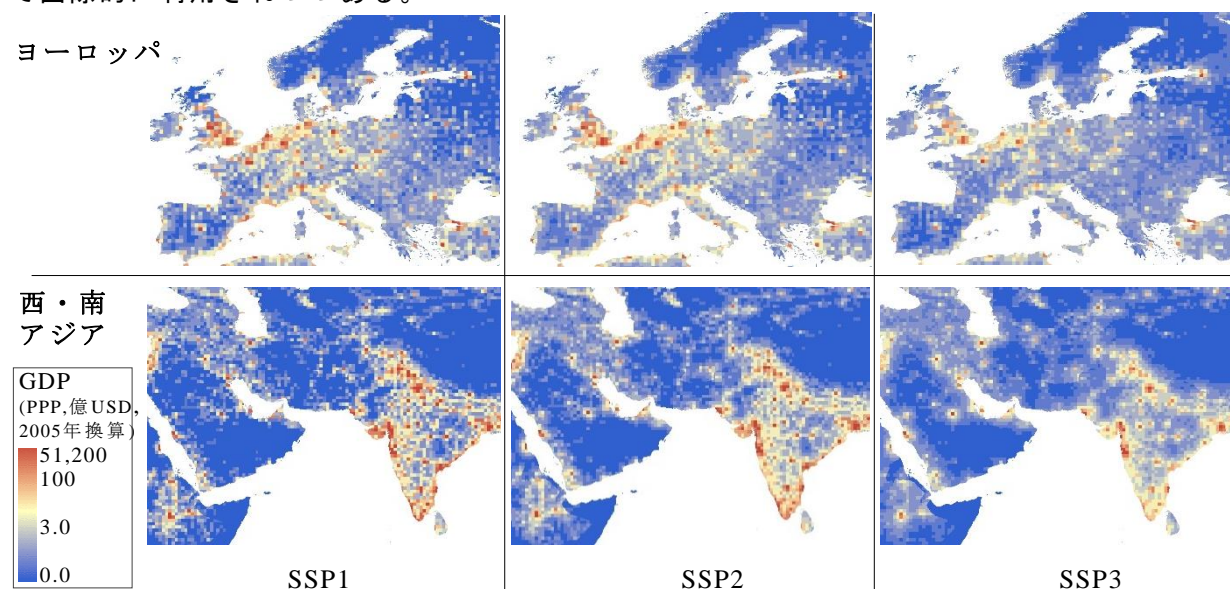 ヨーロッパ
西・南
アジア
GDP
(PPP,億USD,
2005年換算)
51,200
100
3.0
0.0
SSP1
SSP2
SSP3